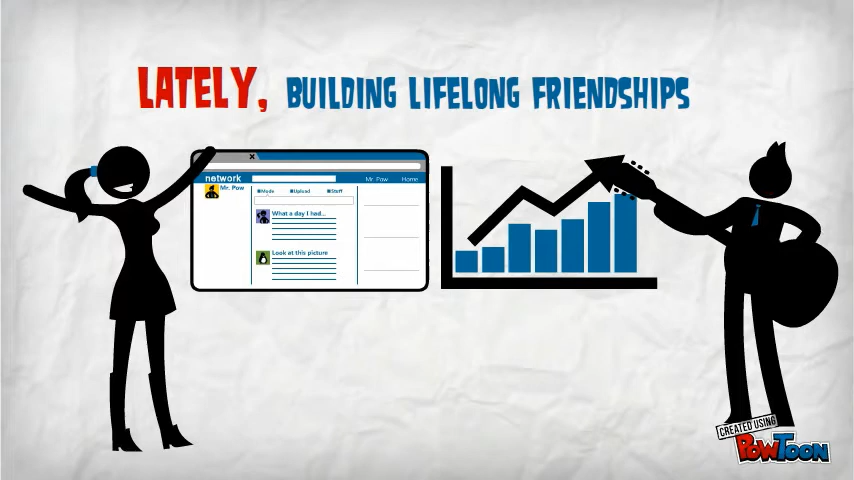 LATELY, BUILDING LIFELONG FRIENDSHIPS
network
Mr. Pow Home
Mr. Pow
Mode Upload Staff
What a day I had...
Look at this picture
CREATED USING
POWTOON